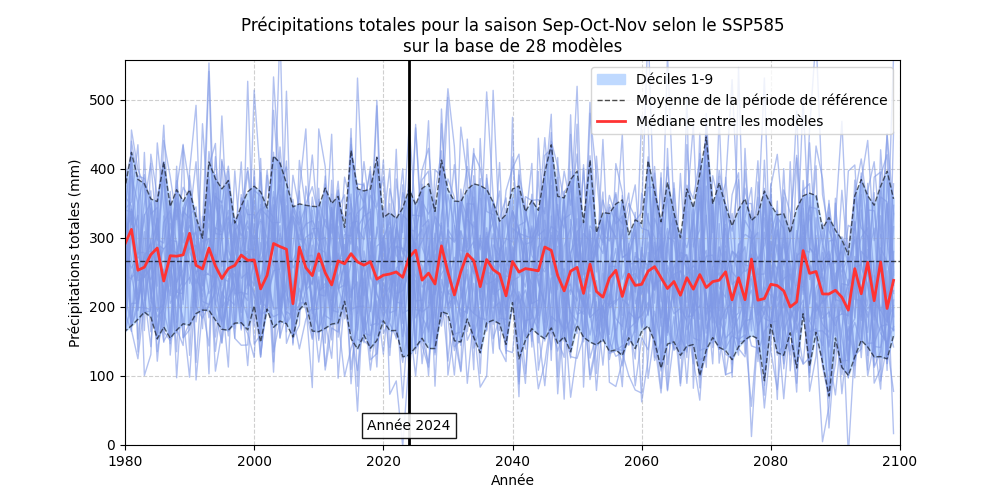 Précipitations totales pour la saison Sep-Oct-Nov selon le SSP585
sur la base de 28 modèles
Déciles 1-9
Moyenne de la période de référence
Médiane entre les modèles
Précipitations totales (mm)
500
400
300
200
100
0
Année 2024
1980
2000
2020
2040
2060
2080
2100
Année